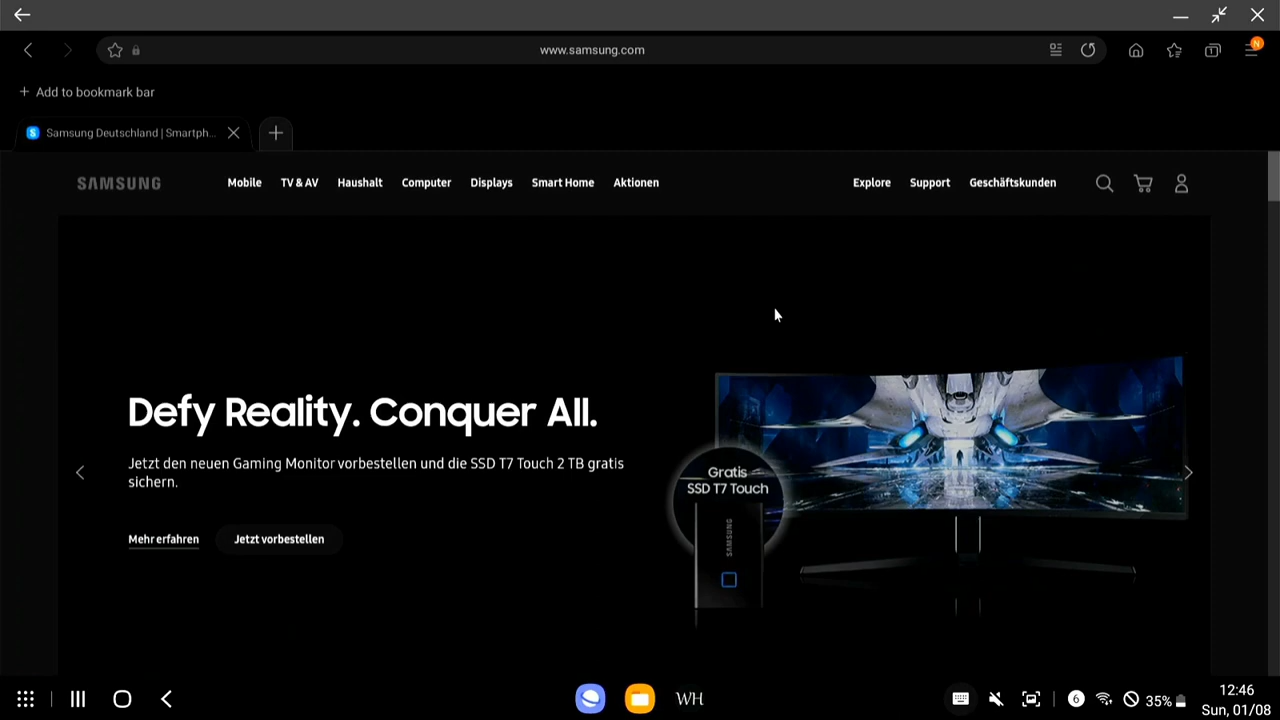 www.samsung.com
1
N
+ Add to bookmark bar
S Samsung Deutschland | Smartph...
SAMSUNG
Mobile TV & AV Haushalt Computer Displays Smart Home Aktionen
Explore Support Geschäftskunden
Defy Reality. Conquer All.
Jetzt den neuen Gaming Monitor vorbestellen und die SSD T7 Touch 2 TB gratis
sichern.
Mehr erfahren
Jetzt vorbestellen
Gratis
SSD T7 Touch
SAMSUNG
WH
6
35%
12:46
Sun, 01/08